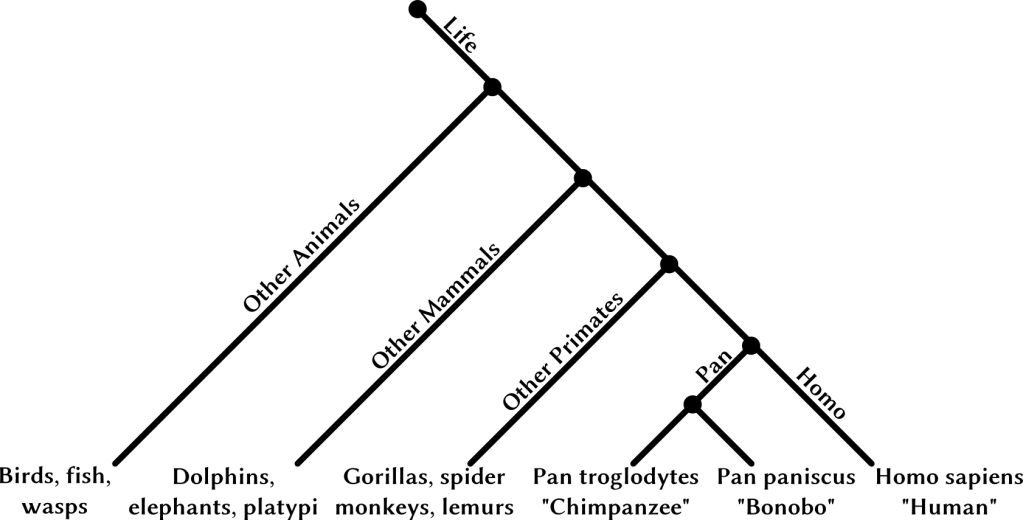 Life
Other Animals
Other Mammals
Other Primates
Pan
Homo
Birds, fish,
wasps
Dolphins,
elephants, platypi
Gorillas, spider
monkeys, lemurs
Pan troglodytes
"Chimpanzee"
Pan paniscus
"Bonobo"
Homo sapiens
"Human"